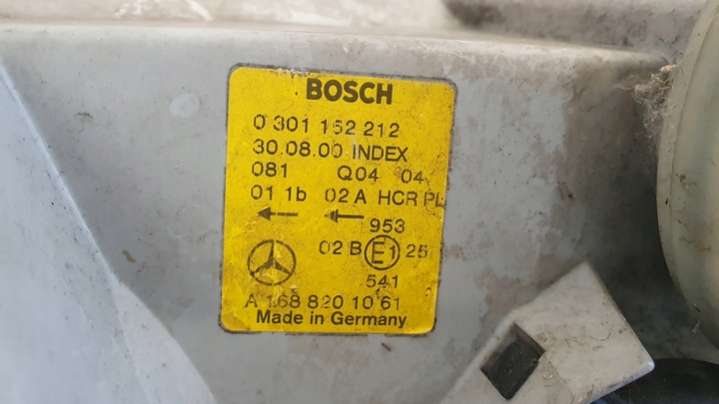 BOSCH
0 301 152 212
30.08.00 INDEX
081 Q04 04
01 1b 02 A HCR PL
953
02 B E1 25
541
A 168 820 10 61
Made in Germany